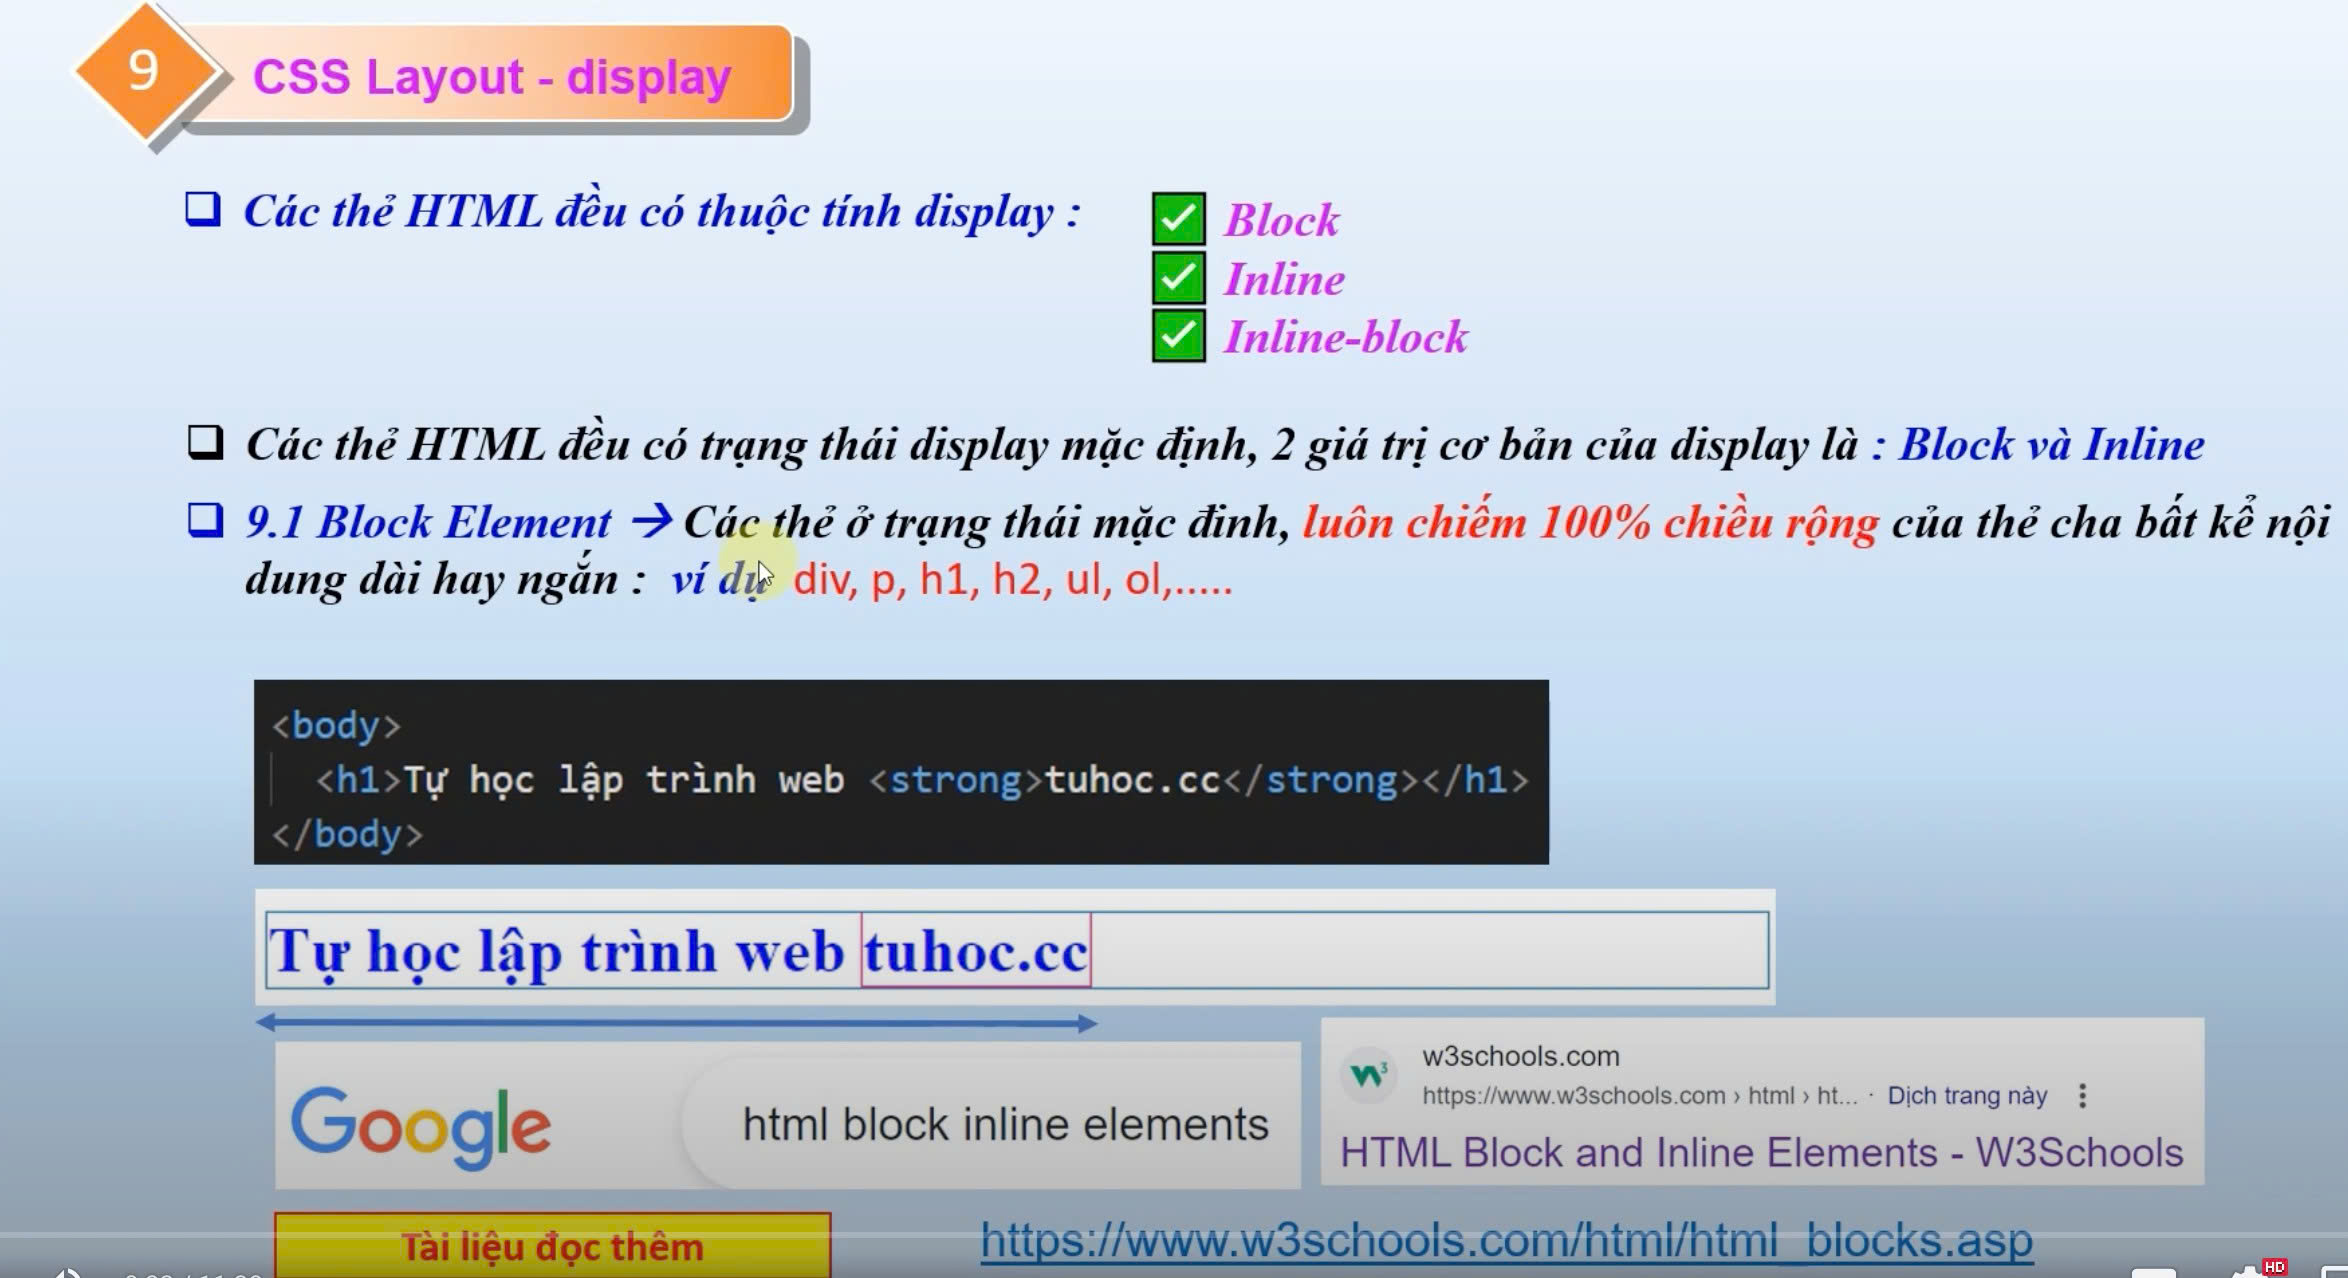 9
CSS Layout - display
Các thẻ HTML đều có thuộc tính display :
Block
Inline
Inline-block
Các thẻ HTML đều có trạng thái display mặc định, 2 giá trị cơ bản của display là : Block và Inline
9.1 Block Element → Các thẻ ở trạng thái mặc đinh, luôn chiếm 100% chiều rộng của thẻ cha bất kể nội
dung dài hay ngắn : ví dụ div, p, h1, h2, ul, ol,.....
<body>
<h1>Tự học lập trình web <strong>tuhoc.cc</strong></h1>
</body>
Tự học lập trình web tuhoc.cc
Google
html block inline elements
w3schools.com
https://www.w3schools.com › html › ht... · Dịch trang này
HTML Block and Inline Elements - W3Schools
Tài liệu đọc thêm
https://www.w3schools.com/html/html_blocks.asp
HD